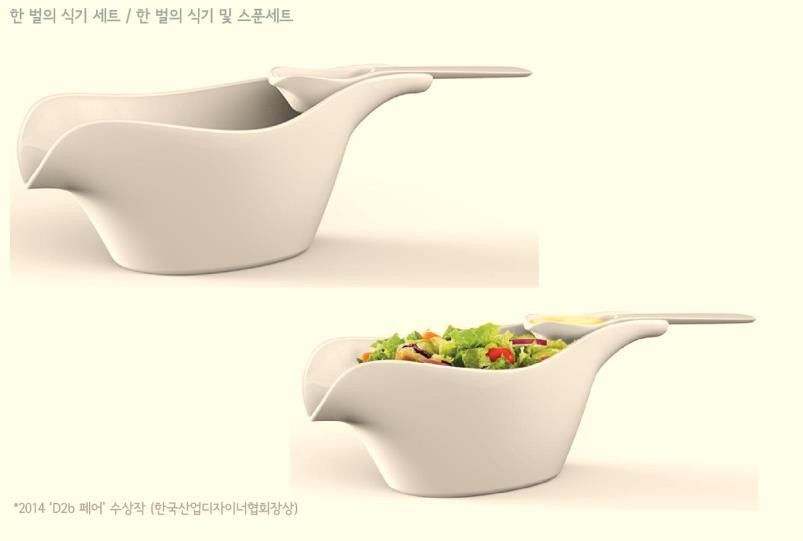 한 벌의 식기 세트 / 한 벌의 식기 및 스푼세트
*2014 ‘D2b 페어’ 수상작 (한국산업디자이너협회장상)